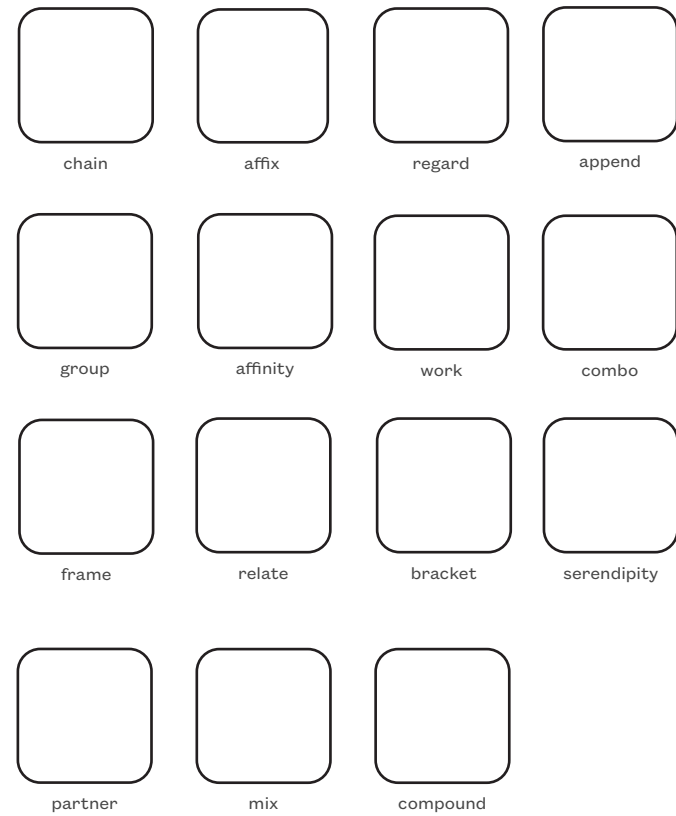 chain affix regard append
group affinity work combo
frame relate bracket serendipity
partner mix compound